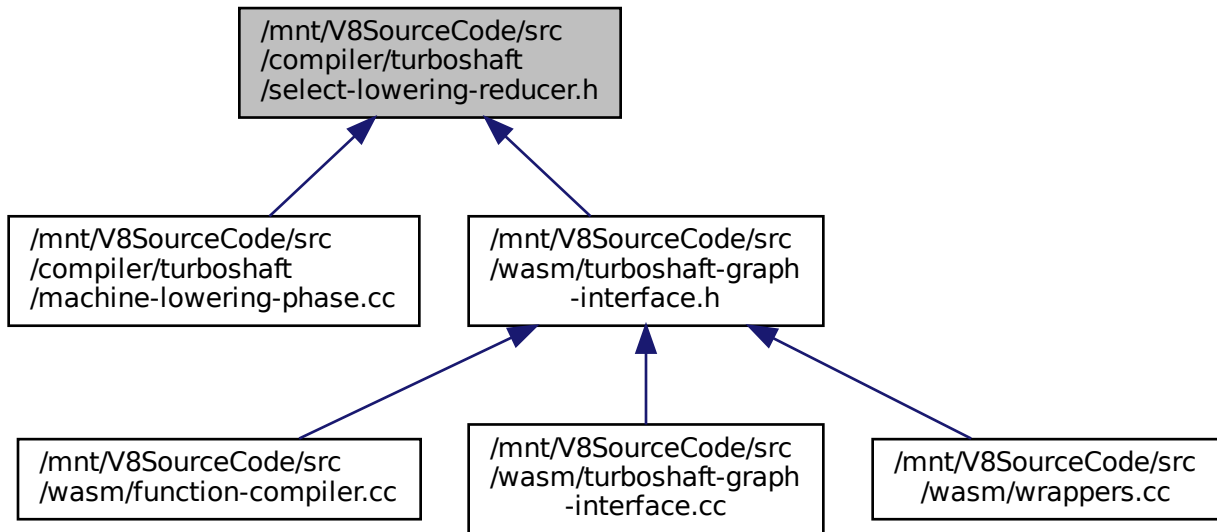 /mnt/V8SourceCode/src
/compiler/turboshaft
/select-lowering-reducer.h
/mnt/V8SourceCode/src
/compiler/turboshaft
/machine-lowering-phase.cc
/mnt/V8SourceCode/src
/wasm/turboshaft-graph
-interface.h
/mnt/V8SourceCode/src
/wasm/function-compiler.cc
/mnt/V8SourceCode/src
/wasm/turboshaft-graph
-interface.cc
/mnt/V8SourceCode/src
/wasm/wrappers.cc